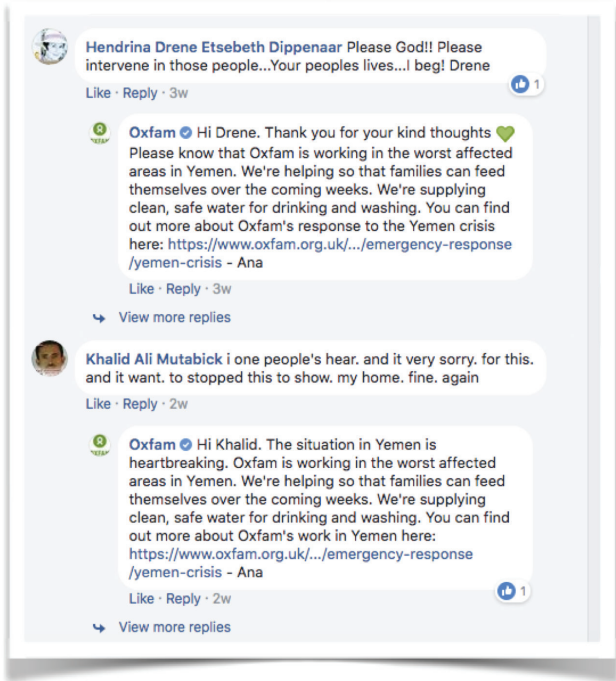 Hendrina Drene Etsebeth Dippenaar Please God!! Please
intervene in those people...Your peoples lives...I beg! Drene
1
Like · Reply · 3w
Oxfam Hi Drene. Thank you for your kind thoughts 💚
Please know that Oxfam is working in the worst affected
areas in Yemen. We're helping so that families can feed
themselves over the coming weeks. We're supplying
clean, safe water for drinking and washing. You can find
out more about Oxfam's response to the Yemen crisis
here: https://www.oxfam.org.uk/.../emergency-response
/yemen-crisis - Ana
Like · Reply · 3w
View more replies
Khalid Ali Mutabick i one people's hear. and it very sorry. for this.
and it want. to stopped this to show. my home. fine. again
Like · Reply · 2w
Oxfam Hi Khalid. The situation in Yemen is
heartbreaking. Oxfam is working in the worst affected
areas in Yemen. We're helping so that families can feed
themselves over the coming weeks. We're supplying
clean, safe water for drinking and washing. You can find
out more about Oxfam's work in Yemen here:
https://www.oxfam.org.uk/.../emergency-response
/yemen-crisis - Ana
1
Like · Reply · 2w
View more replies